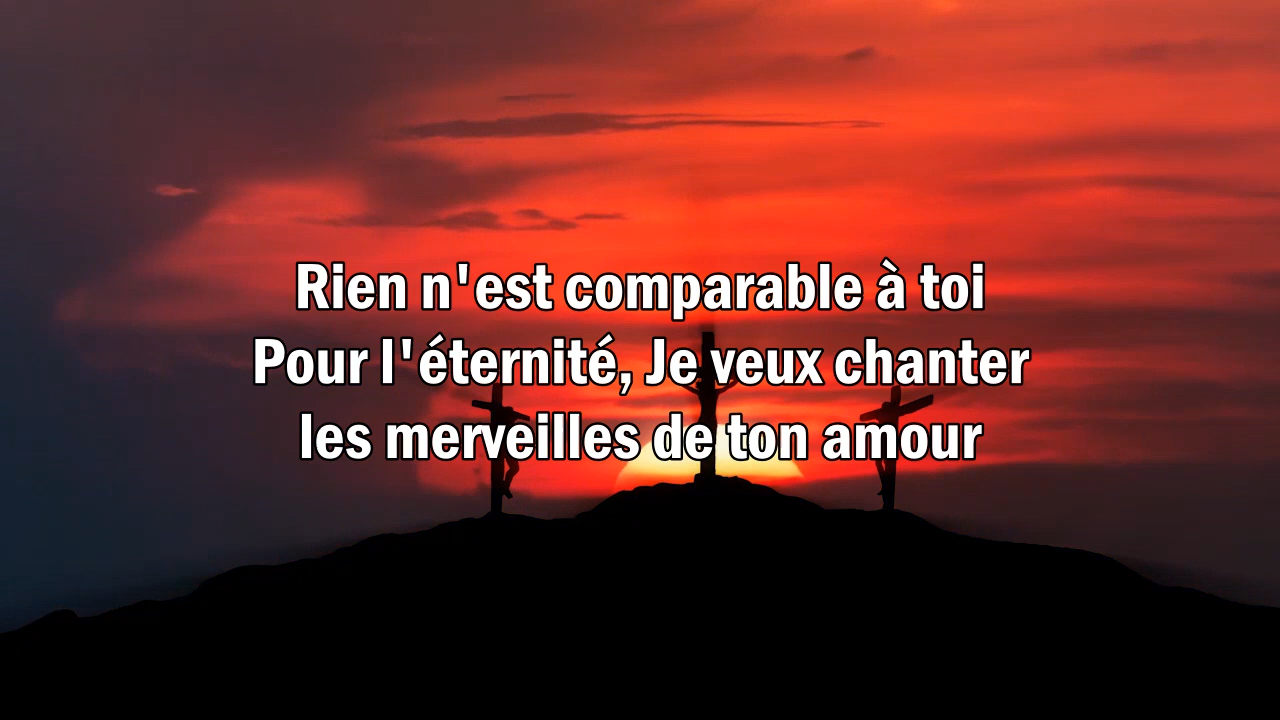 Rien n'est comparable à toi
Pour l'éternité, Je veux chanter
les merveilles de ton amour